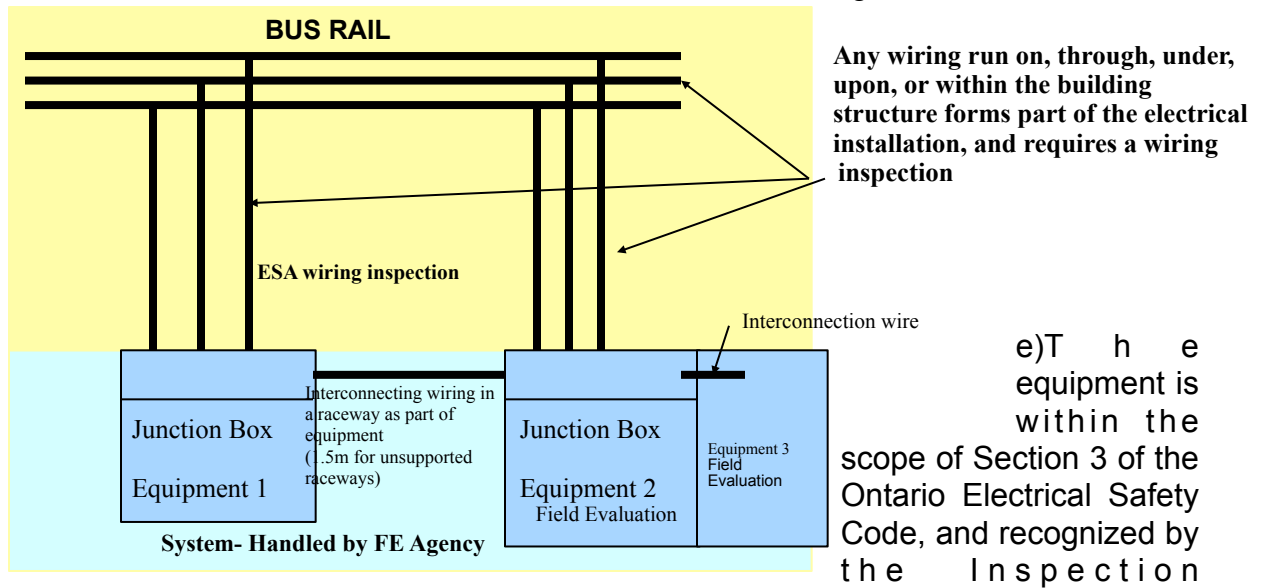 BUS RAIL
Any wiring run on, through, under,
upon, or within the building
structure forms part of the electrical
installation, and requires a wiring
inspection
ESA wiring inspection
Interconnection wire
Interconnecting wiring in
a raceway as part of
equipment
(1.5m for unsupported
raceways)
Junction Box
Equipment 1
Junction Box
Equipment 2
Field Evaluation
Equipment 3
Field
Evaluation
System- Handled by FE Agency
e)T h e
equipment is
within the
scope of Section 3 of the
Ontario Electrical Safety
Code, and recognized by
the Inspection